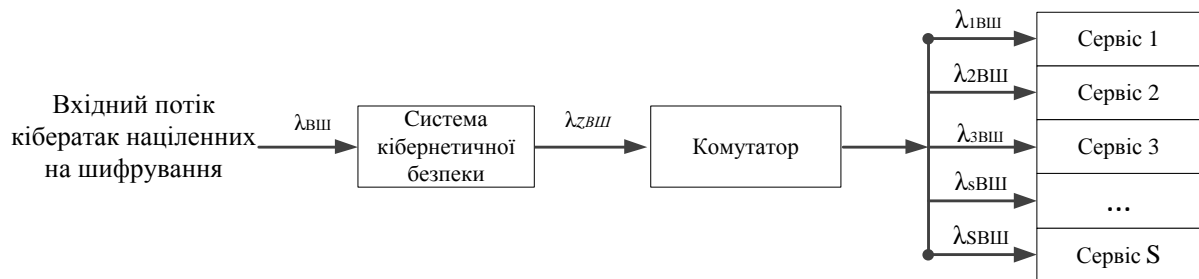 Вхідний потік
кібератак націленних
на шифрування
λВШ
Система
кібернетичної
безпеки
λZВШ
Комутатор
λ1ВШ
Сервіс 1
λ2ВШ
Сервіс 2
λ3ВШ
Сервіс 3
λsВШ
...
λSВШ
Сервіс S